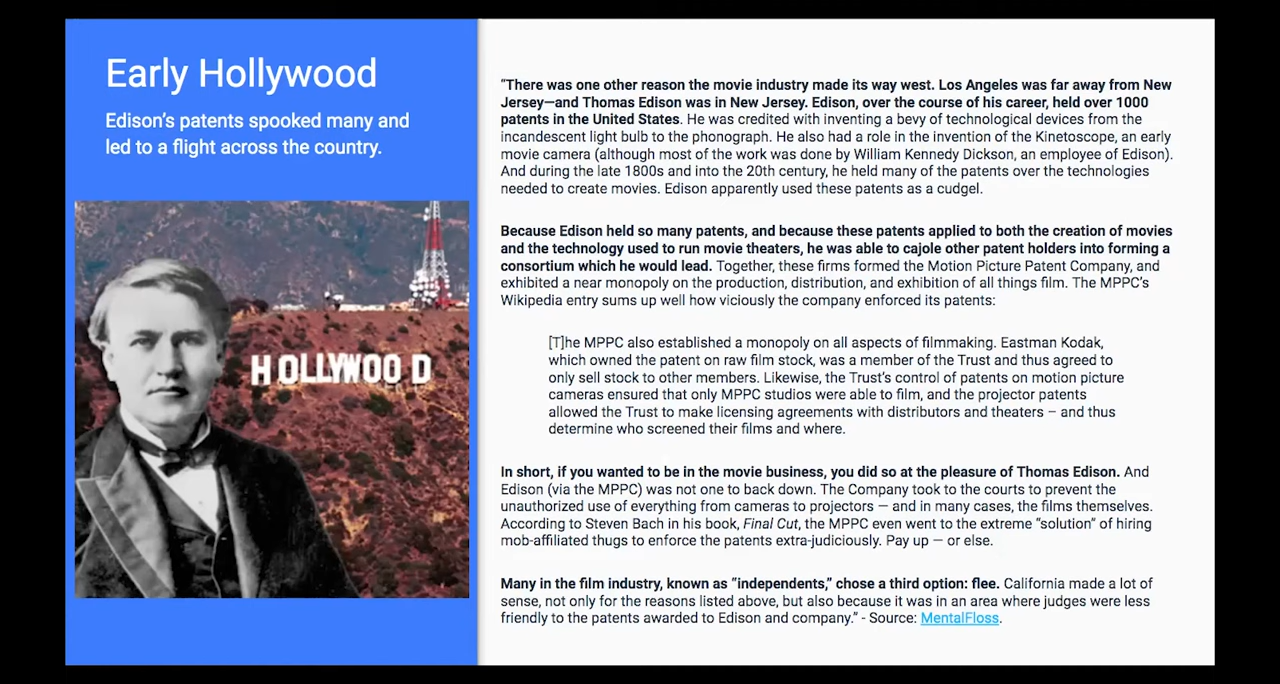 Early Hollywood
Edison’s patents spooked many and
led to a flight across the country.
HOLLYWOOD
“There was one other reason the movie industry made its way west. Los Angeles was far away from New
Jersey—and Thomas Edison was in New Jersey. Edison, over the course of his career, held over 1000
patents in the United States. He was credited with inventing a bevy of technological devices from the
incandescent light bulb to the phonograph. He also had a role in the invention of the Kinetoscope, an early
movie camera (although most of the work was done by William Kennedy Dickson, an employee of Edison).
And during the late 1800s and into the 20th century, he held many of the patents over the technologies
needed to create movies. Edison apparently used these patents as a cudgel.
Because Edison held so many patents, and because these patents applied to both the creation of movies
and the technology used to run movie theaters, he was able to cajole other patent holders into forming a
consortium which he would lead. Together, these firms formed the Motion Picture Patent Company, and
exhibited a near monopoly on the production, distribution, and exhibition of all things film. The MPPC’s
Wikipedia entry sums up well how viciously the company enforced its patents:
[T]he MPPC also established a monopoly on all aspects of filmmaking. Eastman Kodak,
which owned the patent on raw film stock, was a member of the Trust and thus agreed to
only sell stock to other members. Likewise, the Trust’s control of patents on motion picture
cameras ensured that only MPPC studios were able to film, and the projector patents
allowed the Trust to make licensing agreements with distributors and theaters – and thus
determine who screened their films and where.
In short, if you wanted to be in the movie business, you did so at the pleasure of Thomas Edison. And
Edison (via the MPPC) was not one to back down. The Company took to the courts to prevent the
unauthorized use of everything from cameras to projectors — and in many cases, the films themselves.
According to Steven Bach in his book, Final Cut, the MPPC even went to the extreme “solution” of hiring
mob-affiliated thugs to enforce the patents extra-judiciously. Pay up — or else.
Many in the film industry, known as “independents,” chose a third option: flee. California made a lot of
sense, not only for the reasons listed above, but also because it was in an area where judges were less
friendly to the patents awarded to Edison and company.” - Source: MentalFloss.